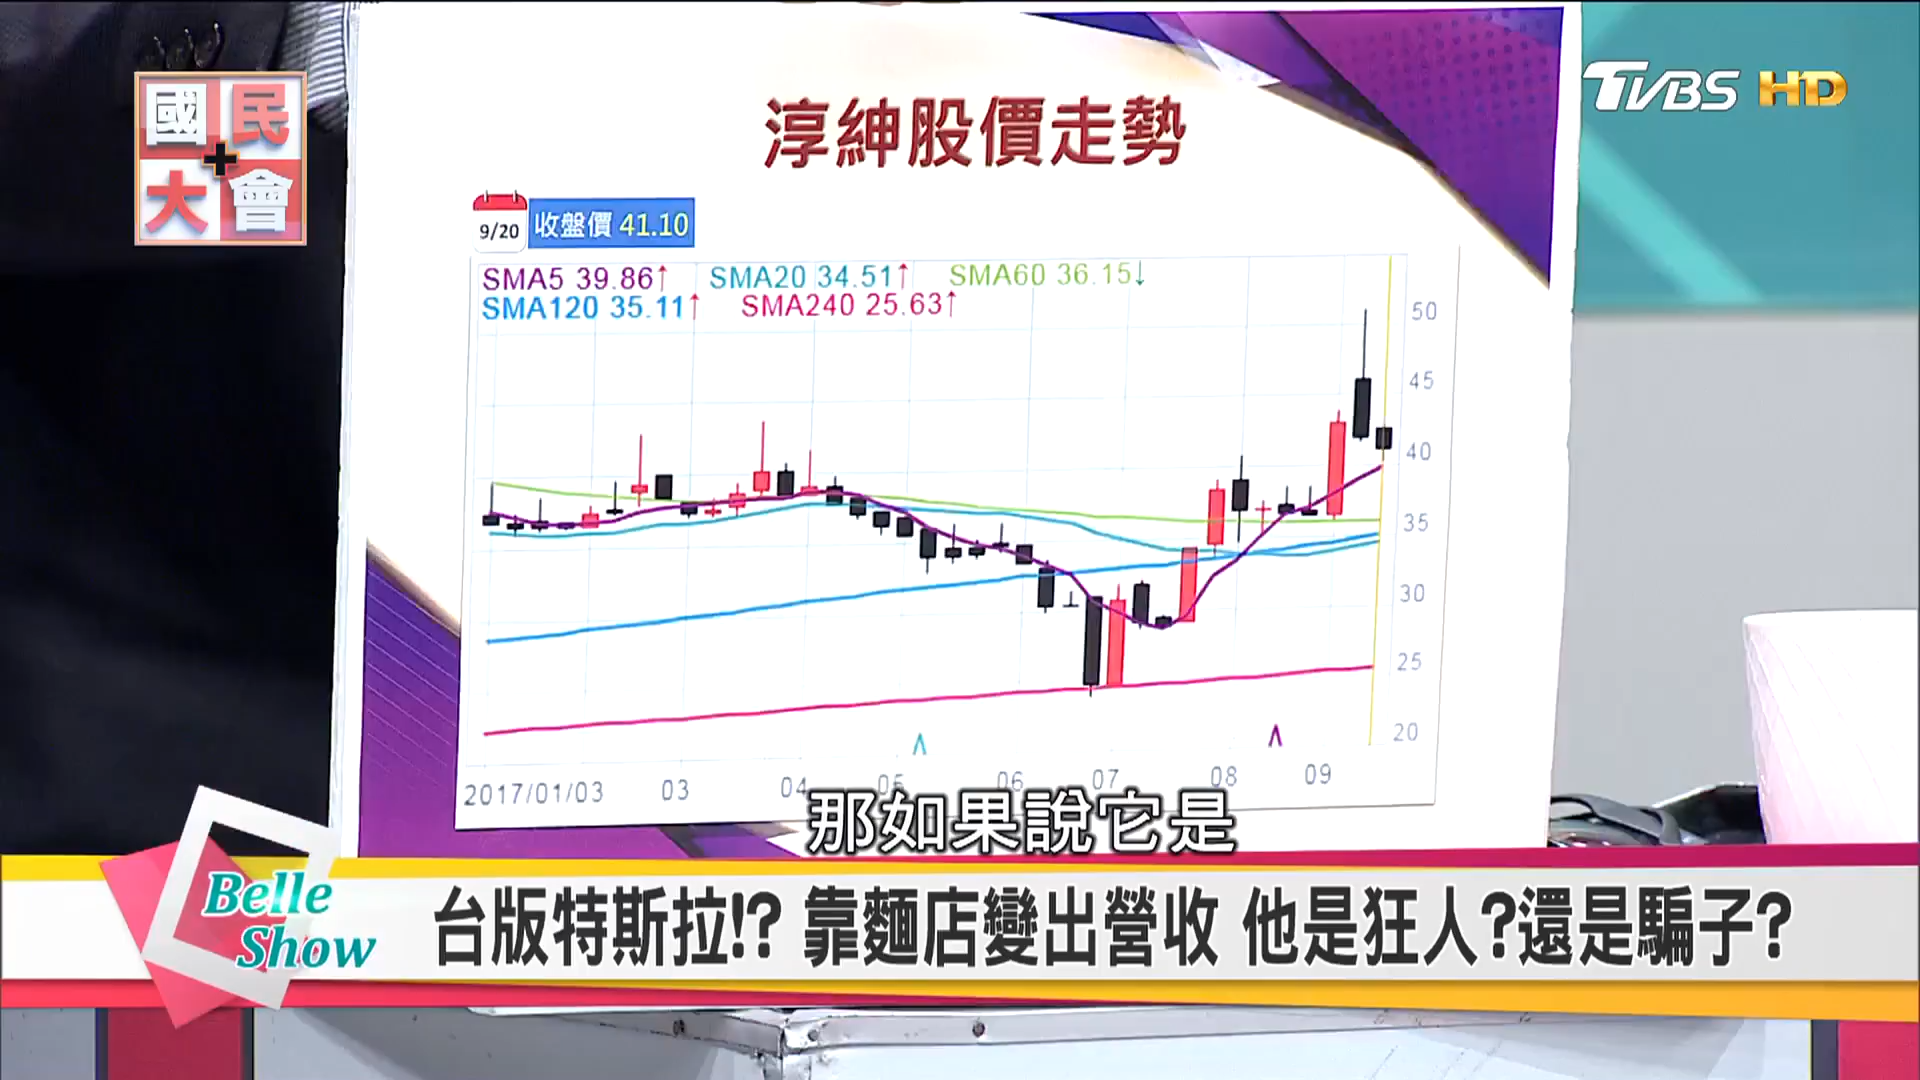 國民
大會
TVBS HD
淳紳股價走勢
9/20 收盤價 41.10
SMA5 39.86↑ SMA20 34.51↑ SMA60 36.15↓
SMA120 35.11↑ SMA240 25.63↑
50
45
40
35
30
25
20
2017/01/03 03 04 05 06 07 08 09
那如果說它是
Belle
Show
台版特斯拉!? 靠麵店變出營收 他是狂人?還是騙子?